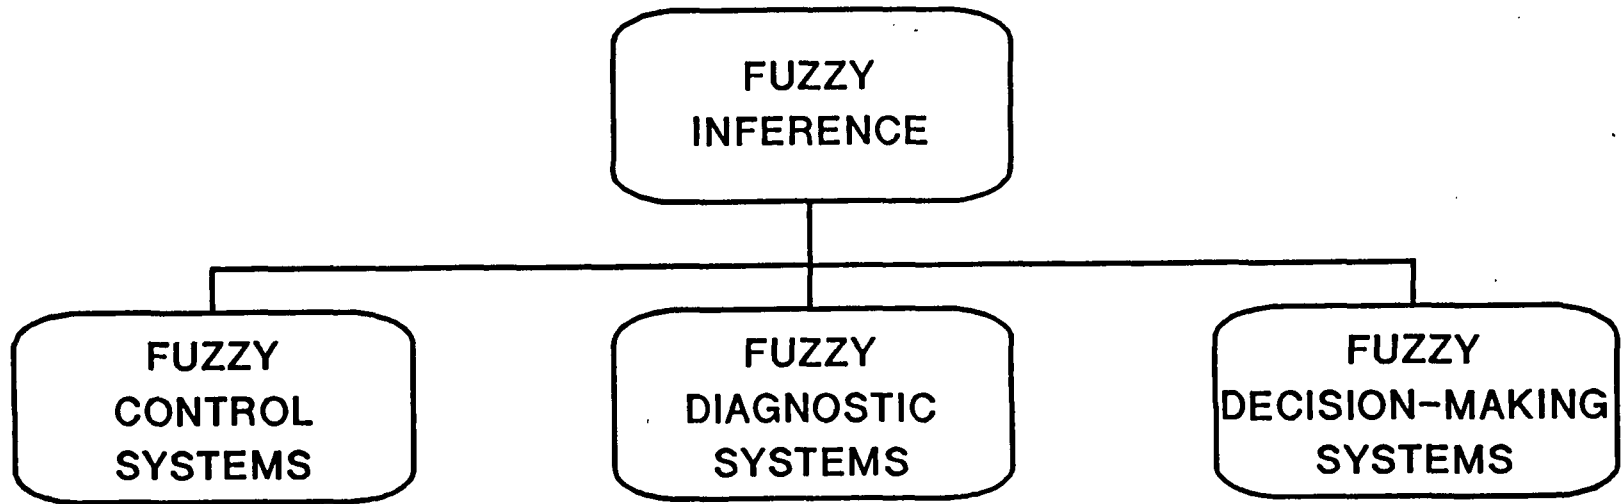 FUZZY
INFERENCE
FUZZY
CONTROL
SYSTEMS
FUZZY
DIAGNOSTIC
SYSTEMS
FUZZY
DECISION-MAKING
SYSTEMS